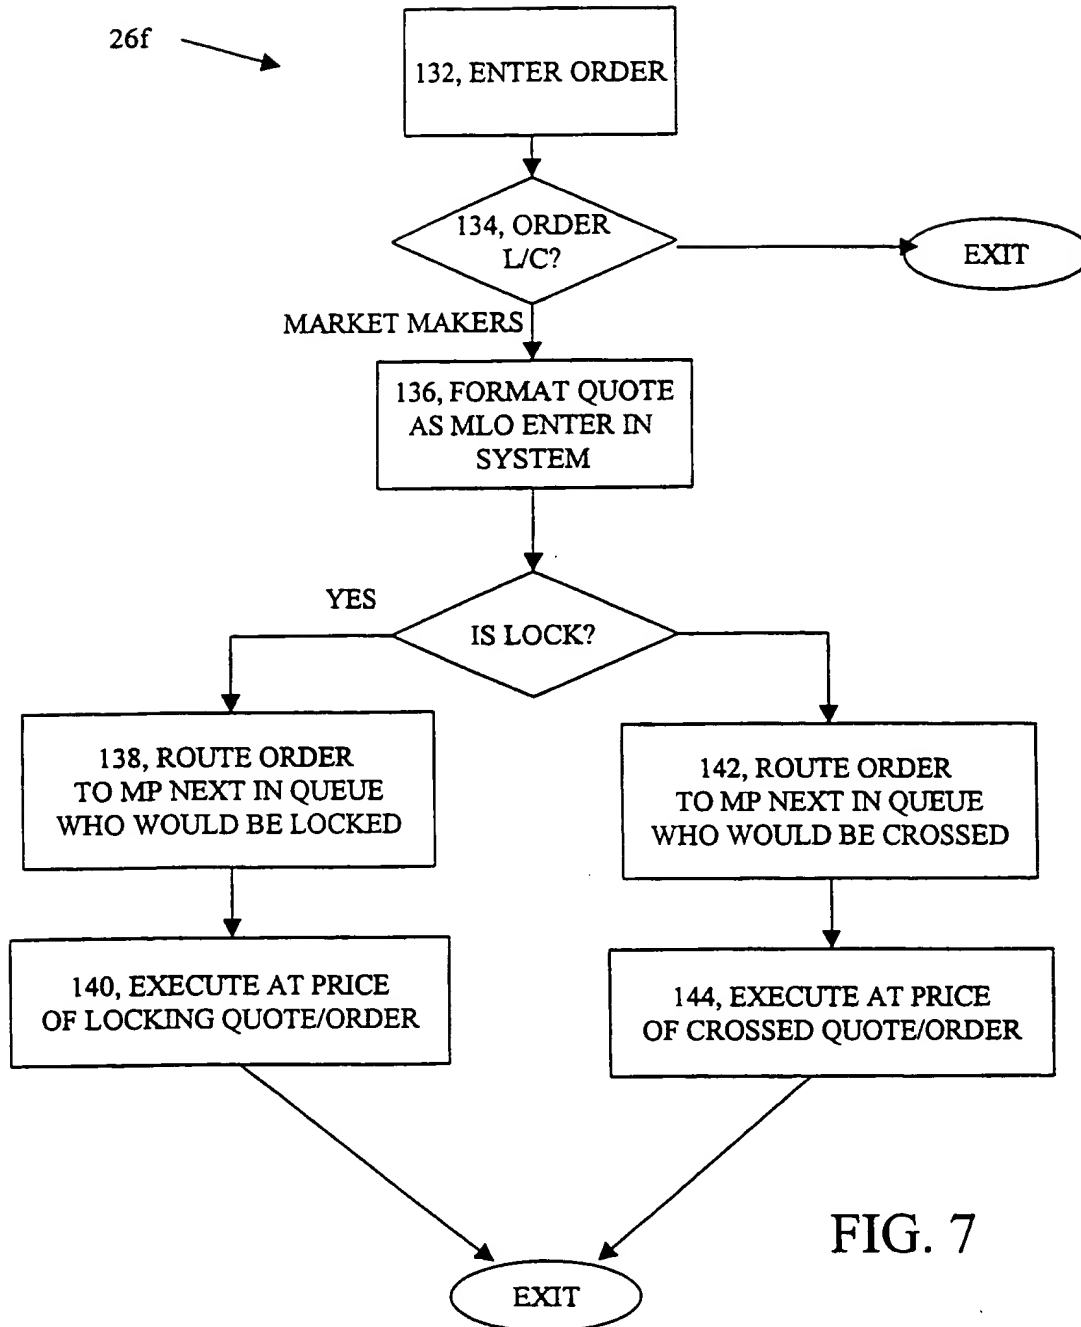 26f
132, ENTER ORDER
134, ORDER
L/C?
EXIT
MARKET MAKERS
136, FORMAT QUOTE
AS MLO ENTER IN
SYSTEM
YES
IS LOCK?
138, ROUTE ORDER
TO MP NEXT IN QUEUE
WHO WOULD BE LOCKED
142, ROUTE ORDER
TO MP NEXT IN QUEUE
WHO WOULD BE CROSSED
140, EXECUTE AT PRICE
OF LOCKING QUOTE/ORDER
144, EXECUTE AT PRICE
OF CROSSED QUOTE/ORDER
FIG. 7
EXIT